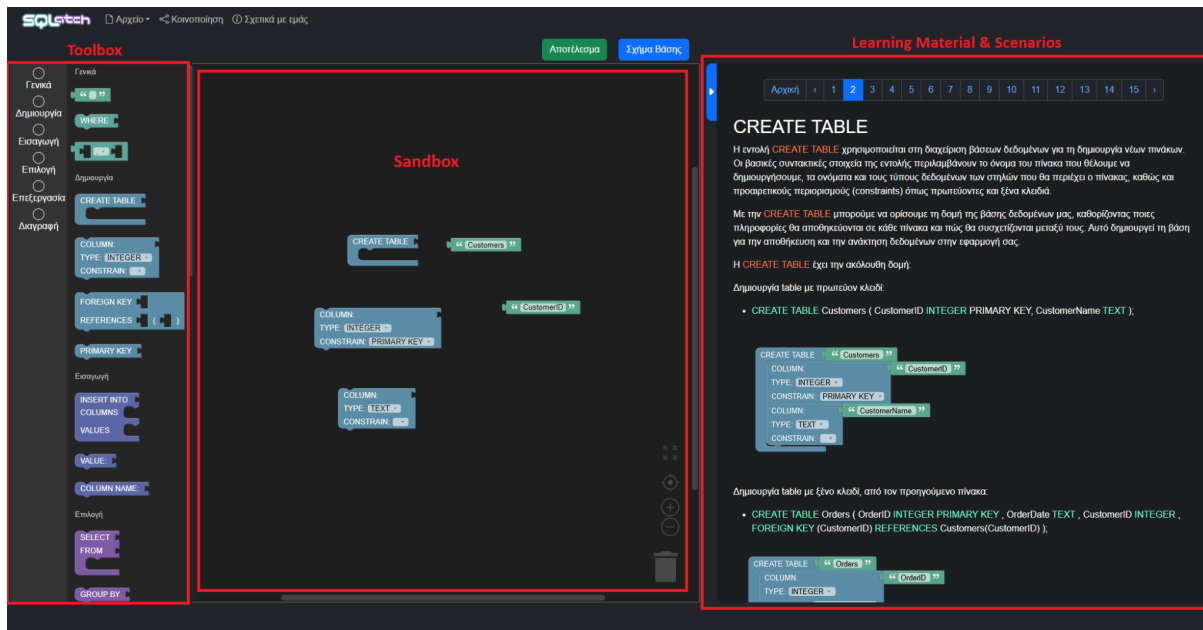 SQLatch Αρχείο Κοινοποίηση Σχετικά με εμάς
Αποτέλεσμα Σχήμα Βάσης
Toolbox
Γενικά
Δημιουργία
Εισαγωγή
Επιλογή
Επεξεργασία
Διαγραφή
Γενικά
“ ”
WHERE
Δημιουργία
CREATE TABLE
COLUMN:
TYPE: INTEGER
CONSTRAIN:
FOREIGN KEY
REFERENCES ( )
PRIMARY KEY
Εισαγωγή
INSERT INTO
COLUMNS
VALUES
VALUE:
COLUMN NAME:
Επιλογή
SELECT
FROM
GROUP BY
Sandbox
CREATE TABLE “ Customers ”
“ CustomerID ”
COLUMN:
TYPE: INTEGER
CONSTRAIN: PRIMARY KEY
COLUMN:
TYPE: TEXT
CONSTRAIN:
Learning Material & Scenarios
Αρχική ‹ 1 2 3 4 5 6 7 8 9 10 11 12 13 14 15 ›
CREATE TABLE
Η εντολή CREATE TABLE χρησιμοποιείται στη διαχείριση βάσεων δεδομένων για τη δημιουργία νέων πινάκων.
Οι βασικές συντακτικές στοιχεία της εντολής περιλαμβάνουν το όνομα του πίνακα που θέλουμε να
δημιουργήσουμε, τα ονόματα και τους τύπους δεδομένων των στηλών που θα περιέχει ο πίνακας, καθώς και
προαιρετικούς περιορισμούς (constraints) όπως πρωτεύοντες και ξένα κλειδιά.
Με την CREATE TABLE μπορούμε να ορίσουμε τη δομή της βάσης δεδομένων μας, καθορίζοντας ποιες
πληροφορίες θα αποθηκεύονται σε κάθε πίνακα και πώς θα συσχετίζονται μεταξύ τους. Αυτό δημιουργεί τη βάση
για την αποθήκευση και την ανάκτηση δεδομένων στην εφαρμογή σας.
Η CREATE TABLE έχει την ακόλουθη δομή:
Δημιουργία table με πρωτεύον κλειδί:
• CREATE TABLE Customers ( CustomerID INTEGER PRIMARY KEY, CustomerName TEXT );
CREATE TABLE “ Customers ”
COLUMN: “ CustomerID ”
TYPE: INTEGER
CONSTRAIN: PRIMARY KEY
COLUMN: “ CustomerName ”
TYPE: TEXT
CONSTRAIN:
Δημιουργία table με ξένο κλειδί, από τον προηγούμενο πίνακα:
• CREATE TABLE Orders ( OrderID INTEGER PRIMARY KEY , OrderDate TEXT , CustomerID INTEGER ,
FOREIGN KEY (CustomerID) REFERENCES Customers(CustomerID) );
CREATE TABLE “ Orders ”
COLUMN: “ OrderID ”
TYPE: INTEGER